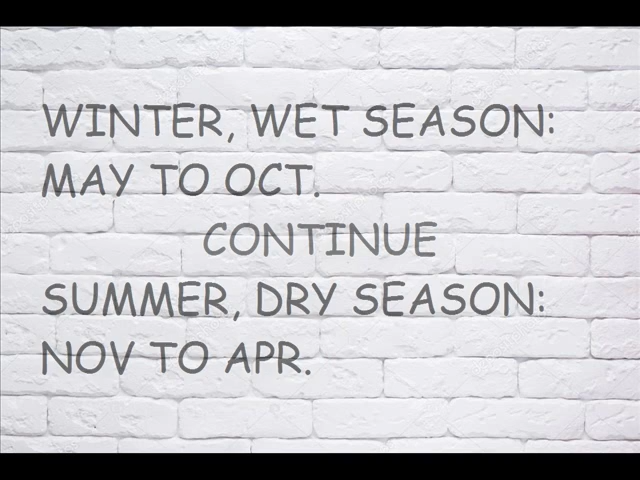 WINTER, WET SEASON:
MAY TO OCT.
CONTINUE
SUMMER, DRY SEASON:
NOV TO APR.